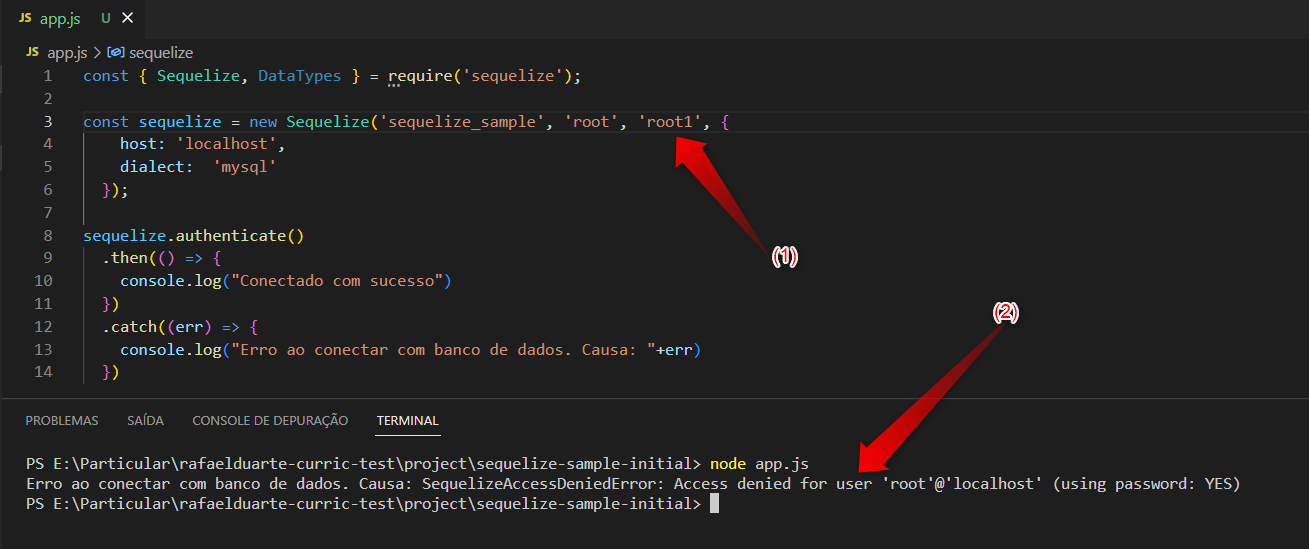 JS app.js U ×
JS app.js > sequelize
1 const { Sequelize, DataTypes } = require('sequelize');
2
3 const sequelize = new Sequelize('sequelize_sample', 'root', 'root1', {
4 host: 'localhost',
5 dialect:  'mysql'
6 });
7
8 sequelize.authenticate()
9 .then(() => {
10 console.log("Conectado com sucesso")
11 })
12 .catch((err) => {
13 console.log("Erro ao conectar com banco de dados. Causa: "+err)
14 })
(1)
(2)
PROBLEMAS SAÍDA CONSOLE DE DEPURAÇÃO TERMINAL
PS E:\Particular\rafaelduarte-curric-test\project\sequelize-sample-initial> node app.js
Erro ao conectar com banco de dados. Causa: SequelizeAccessDeniedError: Access denied for user 'root'@'localhost' (using password: YES)
PS E:\Particular\rafaelduarte-curric-test\project\sequelize-sample-initial>